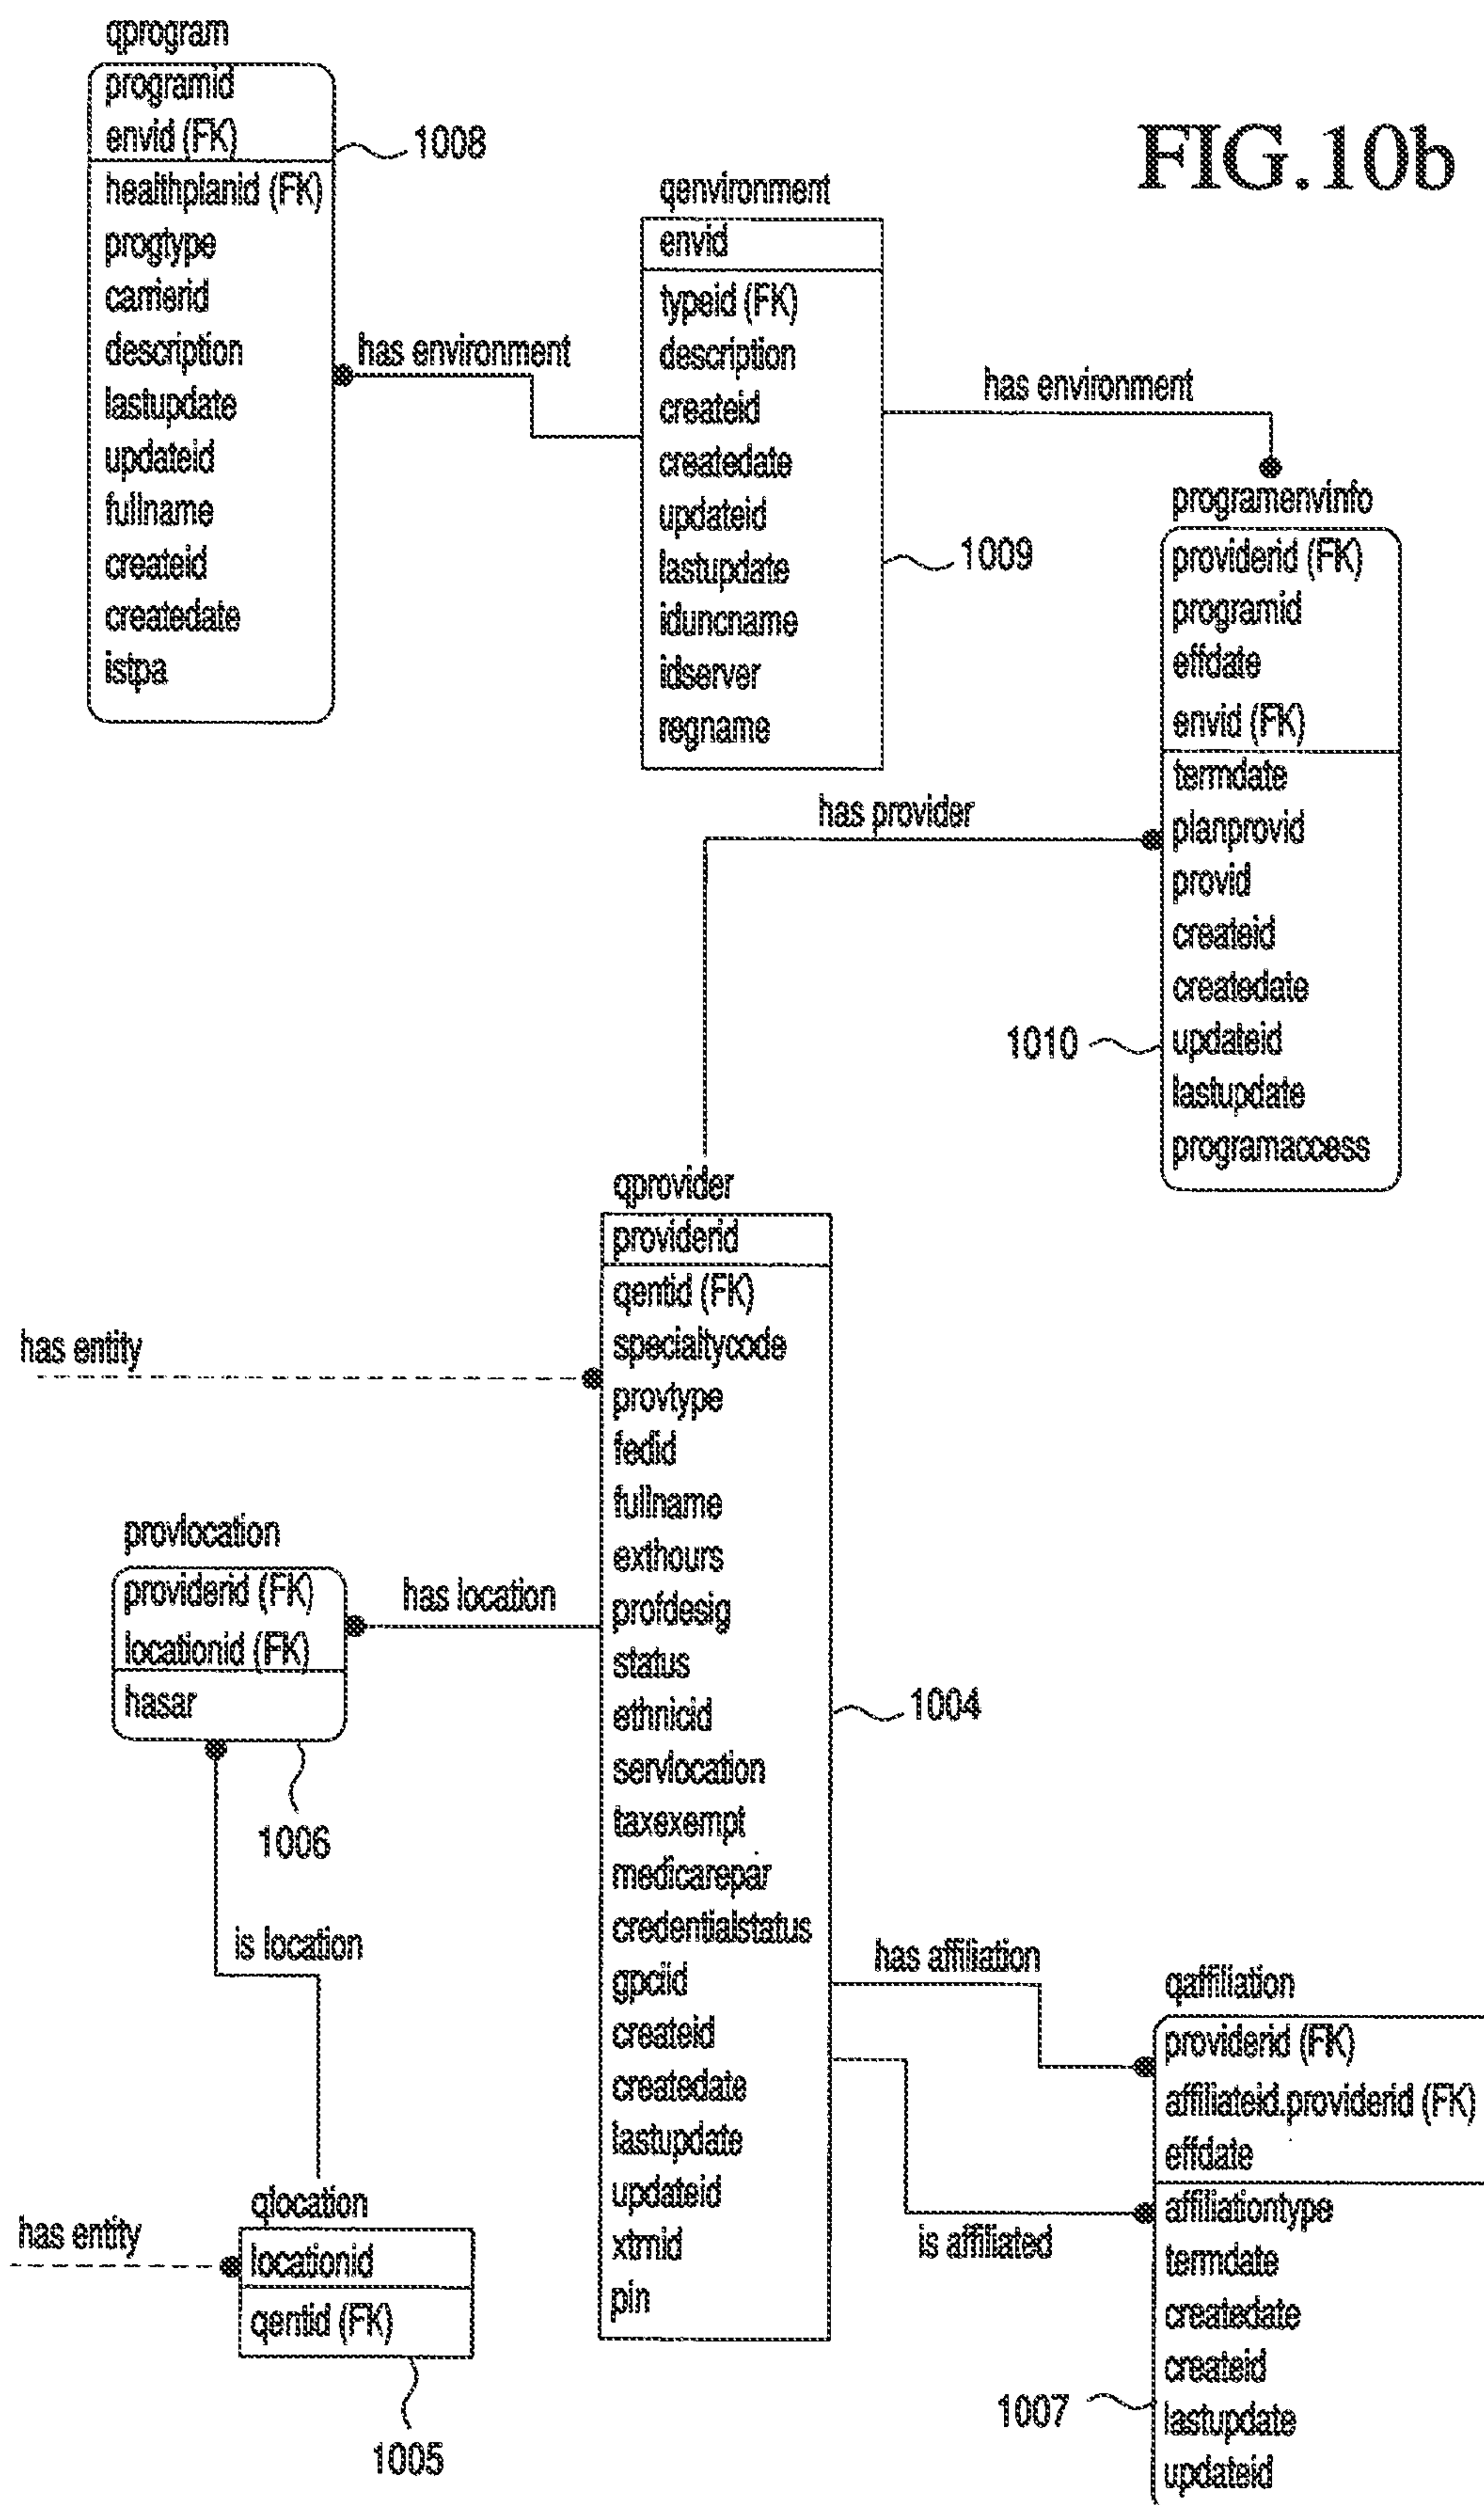 FIG.10b
qprogram
programid
envid (FK)
healthplanid (FK)
progtype
carrierid
description
lastupdate
updateid
fullname
createid
createdate
istpa
1008
has environment
qenvironment
envid
typeid (FK)
description
createid
createdate
updateid
lastupdate
iduncname
idserver
regname
1009
has environment
programenvinfo
providerid (FK)
programid
effdate
envid (FK)
termdate
planprovid
provid
createid
createdate
updateid
lastupdate
programaccess
1010
has provider
qprovider
providerid
qentid (FK)
specialtycode
provtype
fedid
fullname
exthours
profdesig
status
ethnicid
servlocation
taxexempt
medicarepar
credentialstatus
gpciid
createid
createdate
lastupdate
updateid
xtrnid
pin
1004
has entity
provlocation
providerid (FK)
locationid (FK)
hasar
1006
has location
is location
qlocation
locationid
qentid (FK)
1005
has entity
has affiliation
is affiliated
qaffiliation
providerid (FK)
affiliateid.providerid (FK)
effdate
affiliationtype
termdate
createdate
createid
lastupdate
updateid
1007